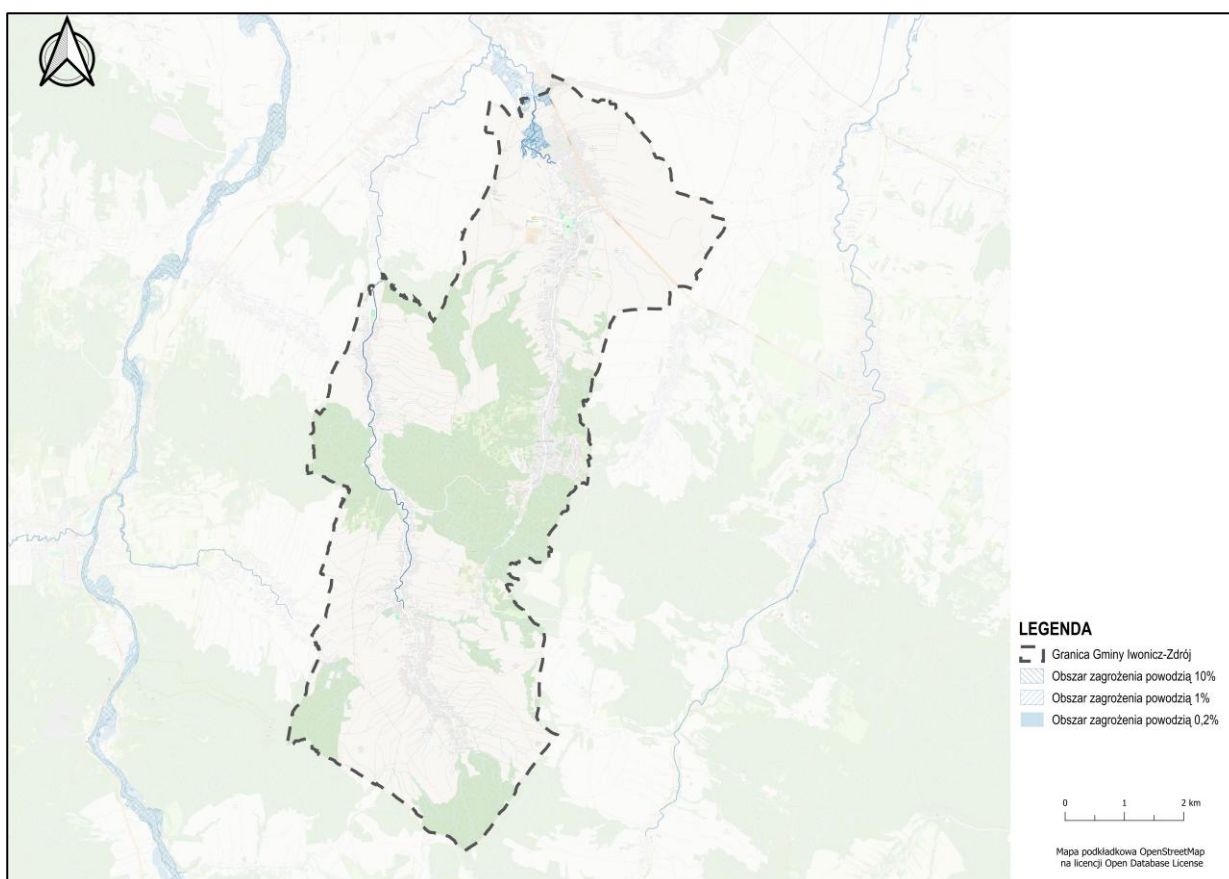 LEGENDA
Granica Gminy Iwonicz-Zdrój
Obszar zagrożenia powodzią 10%
Obszar zagrożenia powodzią 1%
Obszar zagrożenia powodzią 0,2%
0 1 2 km
Mapa podkładkowa OpenStreetMap
na licencji Open Database License